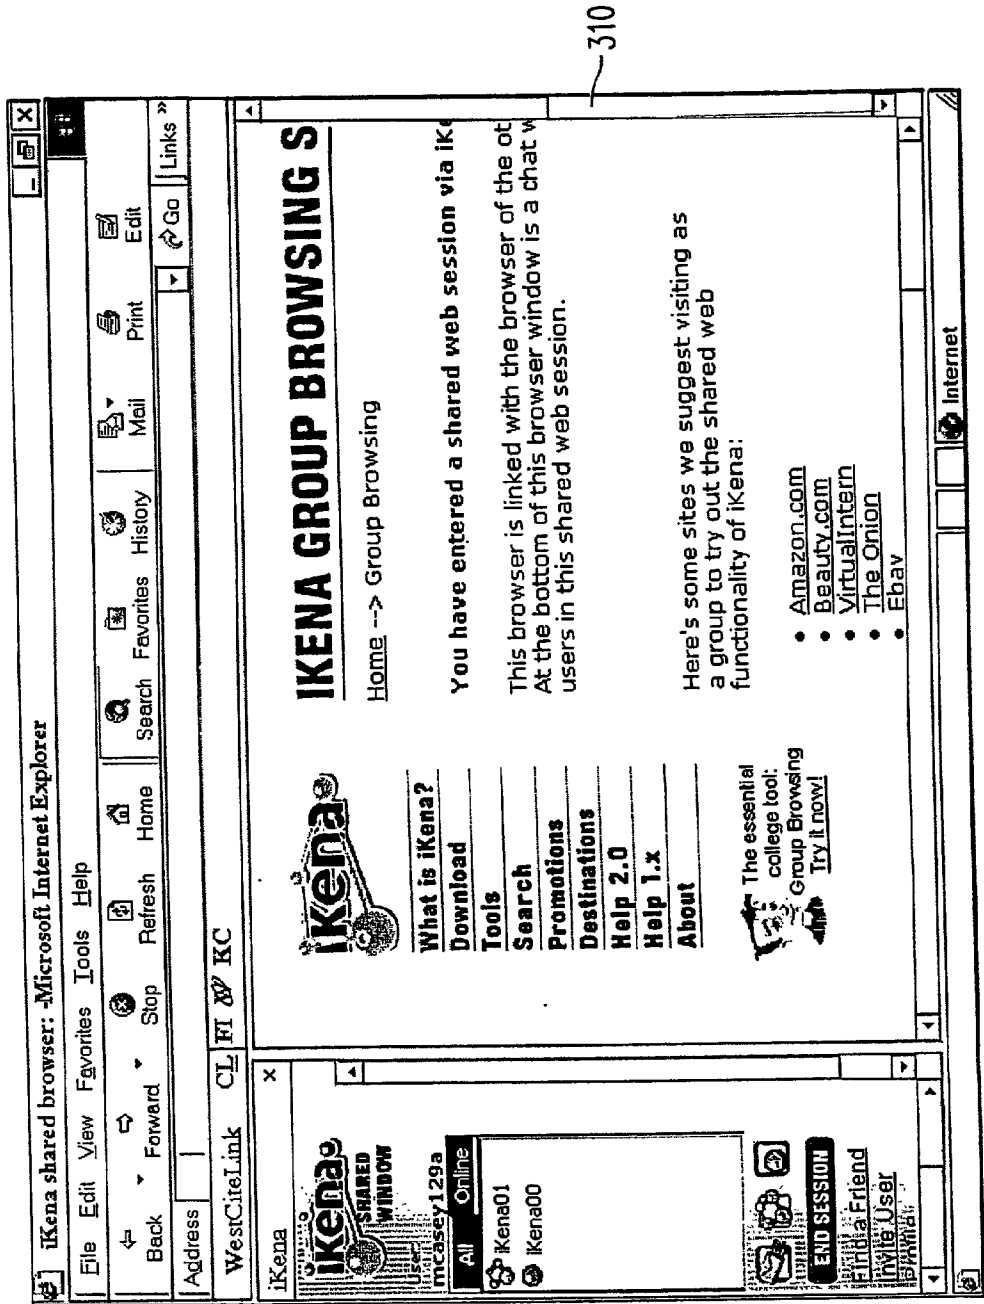 iKena shared browser: -Microsoft Internet Explorer
File Edit View Favorites Tools Help
Back Forward Stop Refresh Home Search Favorites History Mail Print Edit
Address Go Links »
WestCiteLink CL FI KC
iKena
iKena
SHARED
WINDOW
User:
mcasey129a
All Online
iKena01
iKena00
END SESSION
Find a Friend
Invite User
iKena
What is iKena?
Download
Tools
Search
Promotions
Destinations
Help 2.0
Help 1.x
About
The essential
college tool:
Group Browsing
Try it now!
IKENA GROUP BROWSING S
Home --> Group Browsing
You have entered a shared web session via iKe
This browser is linked with the browser of the ot
At the bottom of this browser window is a chat w
users in this shared web session.
Here's some sites we suggest visiting as
a group to try out the shared web
functionality of iKena:
• Amazon.com
• Beauty.com
• VirtualIntern
• The Onion
• Ebay
Internet
310